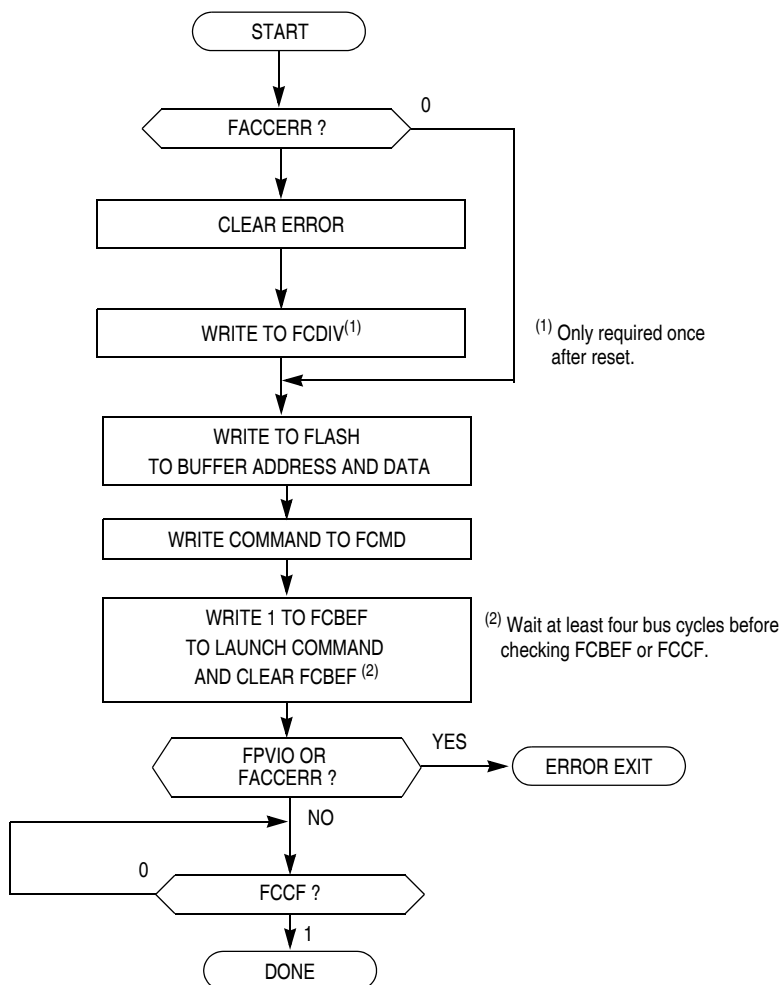 START
0
FACCERR ?
CLEAR ERROR
WRITE TO FCDIV(1)
(1) Only required once
after reset.
WRITE TO FLASH
TO BUFFER ADDRESS AND DATA
WRITE COMMAND TO FCMD
WRITE 1 TO FCBEF
TO LAUNCH COMMAND
AND CLEAR FCBEF (2)
(2) Wait at least four bus cycles before
checking FCBEF or FCCF.
FPVIO OR
FACCERR ?
YES
ERROR EXIT
NO
0
FCCF ?
1
DONE